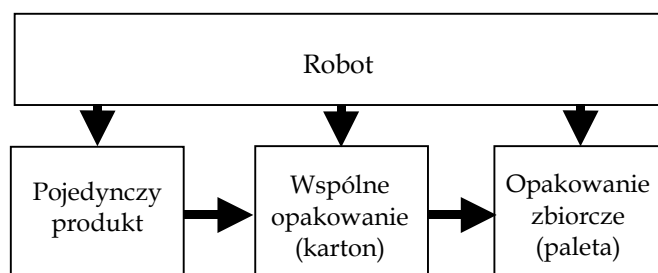 Robot
Pojedynczy
produkt
Wspólne
opakowanie
(karton)
Opakowanie
zbiorcze
(paleta)